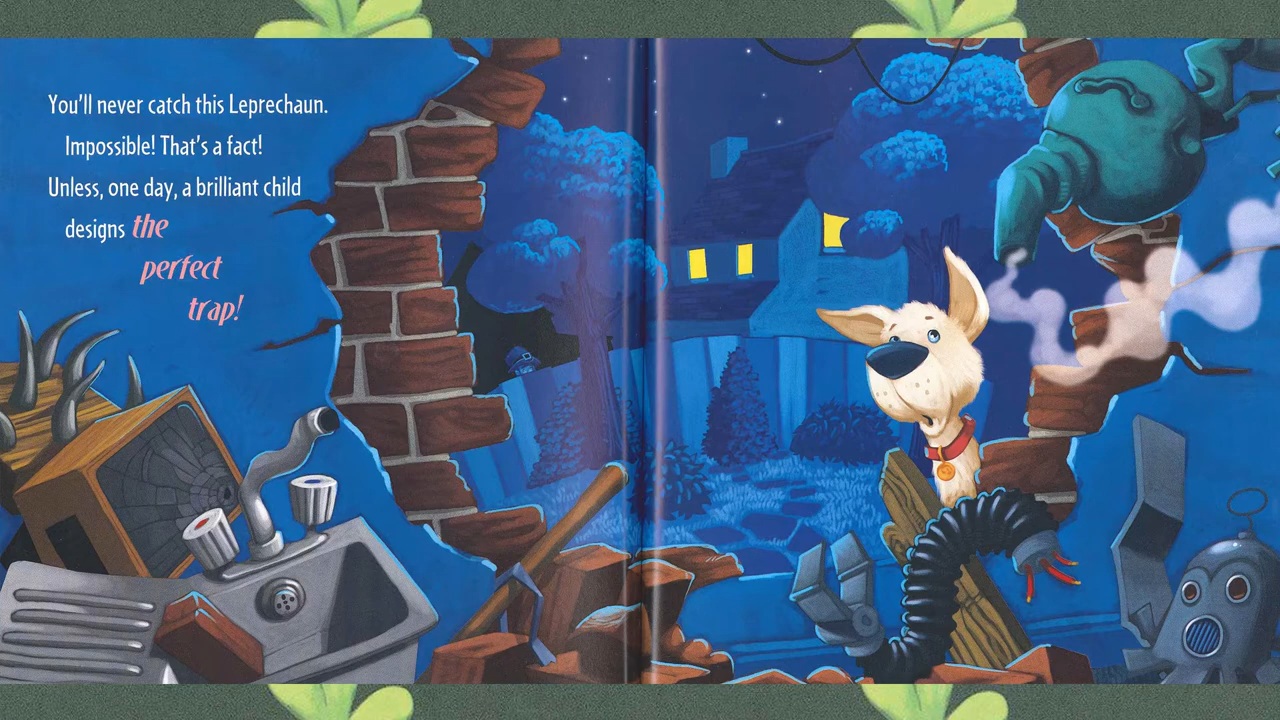 You'll never catch this Leprechaun.
Impossible! That's a fact!
Unless, one day, a brilliant child
designs the
perfect
trap!